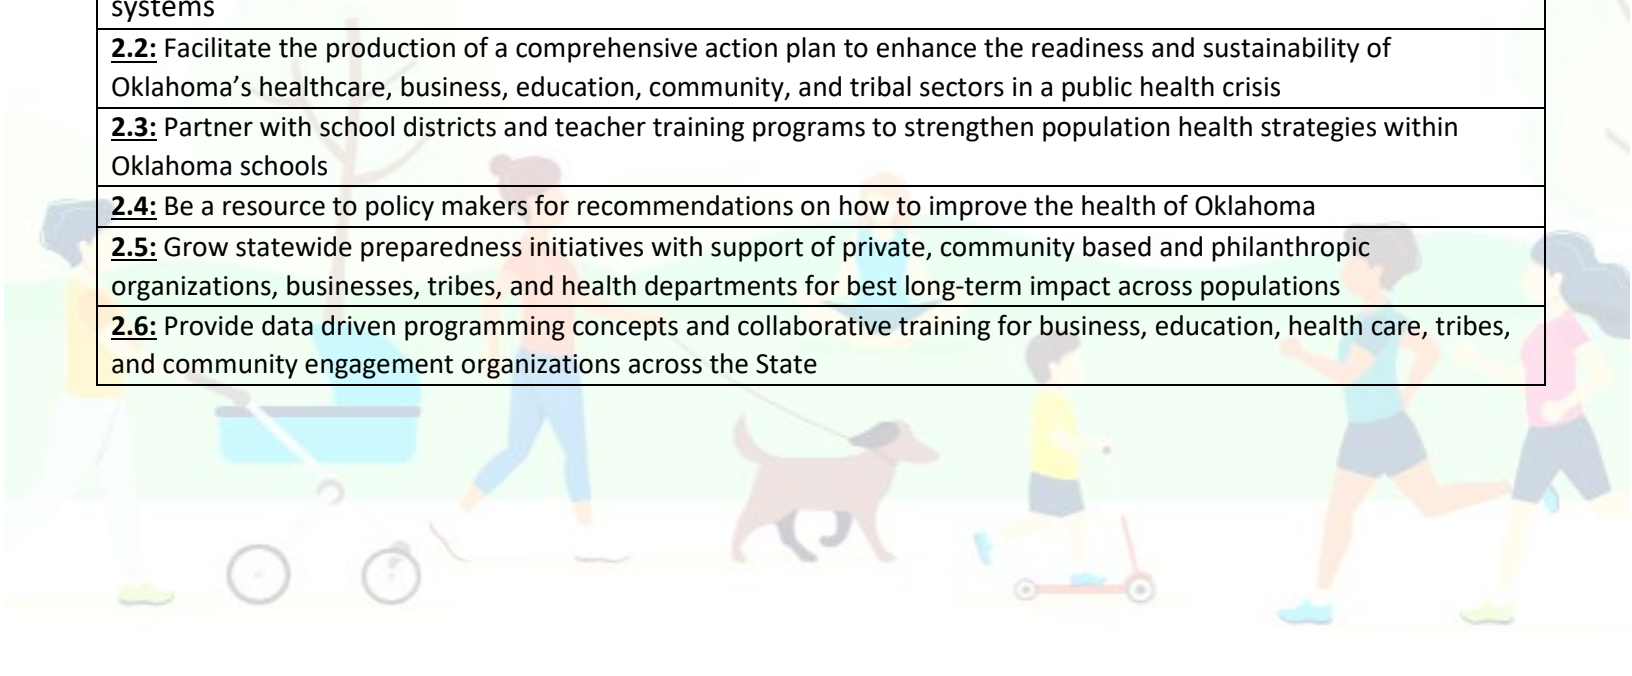 systems
2.2: Facilitate the production of a comprehensive action plan to enhance the readiness and sustainability of
Oklahoma’s healthcare, business, education, community, and tribal sectors in a public health crisis
2.3: Partner with school districts and teacher training programs to strengthen population health strategies within
Oklahoma schools
2.4: Be a resource to policy makers for recommendations on how to improve the health of Oklahoma
2.5: Grow statewide preparedness initiatives with support of private, community based and philanthropic
organizations, businesses, tribes, and health departments for best long-term impact across populations
2.6: Provide data driven programming concepts and collaborative training for business, education, health care, tribes,
and community engagement organizations across the State